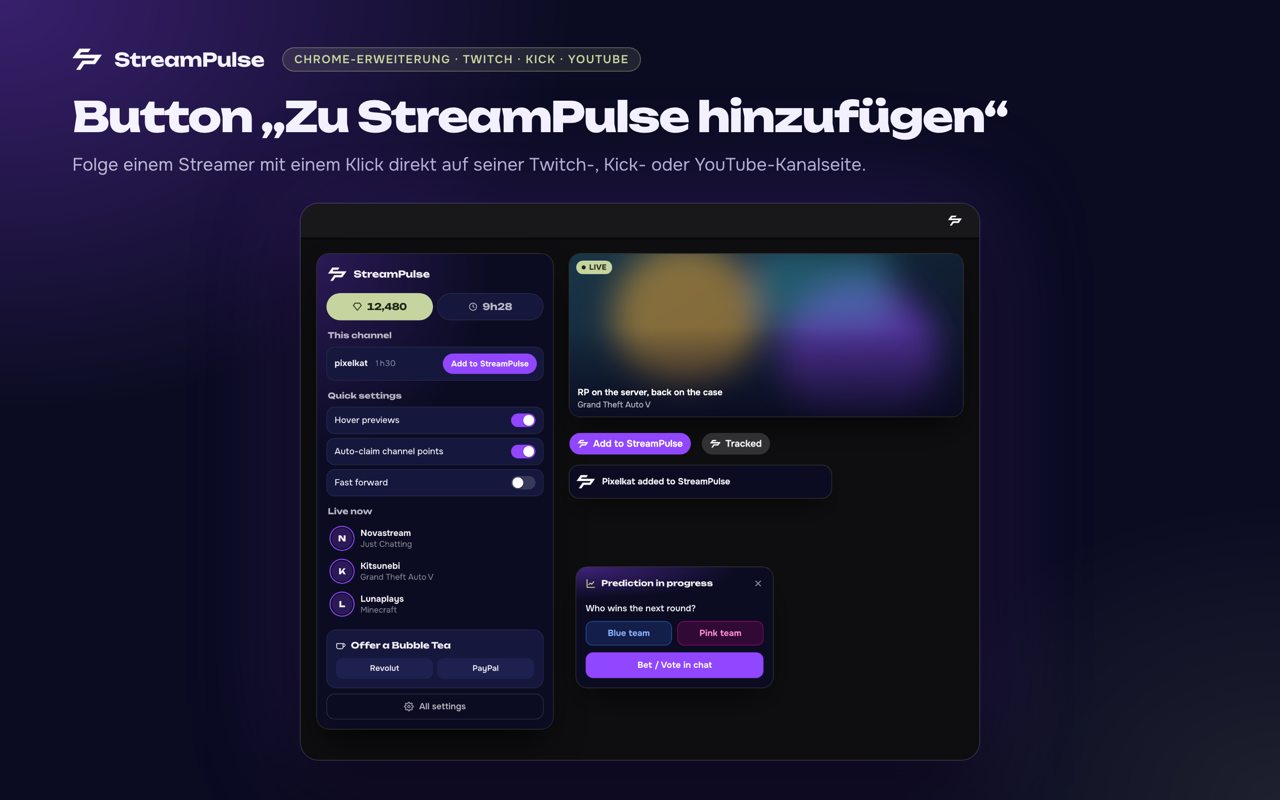 StreamPulse
CHROME-ERWEITERUNG · TWITCH · KICK · YOUTUBE
Button „Zu StreamPulse hinzufügen“
Folge einem Streamer mit einem Klick direkt auf seiner Twitch-, Kick- oder YouTube-Kanalseite.
StreamPulse
12,480
9h28
This channel
pixelkat 1h30
Add to StreamPulse
Quick settings
Hover previews
Auto-claim channel points
Fast forward
Live now
N
Novastream
Just Chatting
K
Kitsunebi
Grand Theft Auto V
L
Lunaplays
Minecraft
Offer a Bubble Tea
Revolut
PayPal
All settings
LIVE
RP on the server, back on the case
Grand Theft Auto V
Add to StreamPulse
Tracked
Pixelkat added to StreamPulse
Prediction in progress
Who wins the next round?
Blue team
Pink team
Bet / Vote in chat